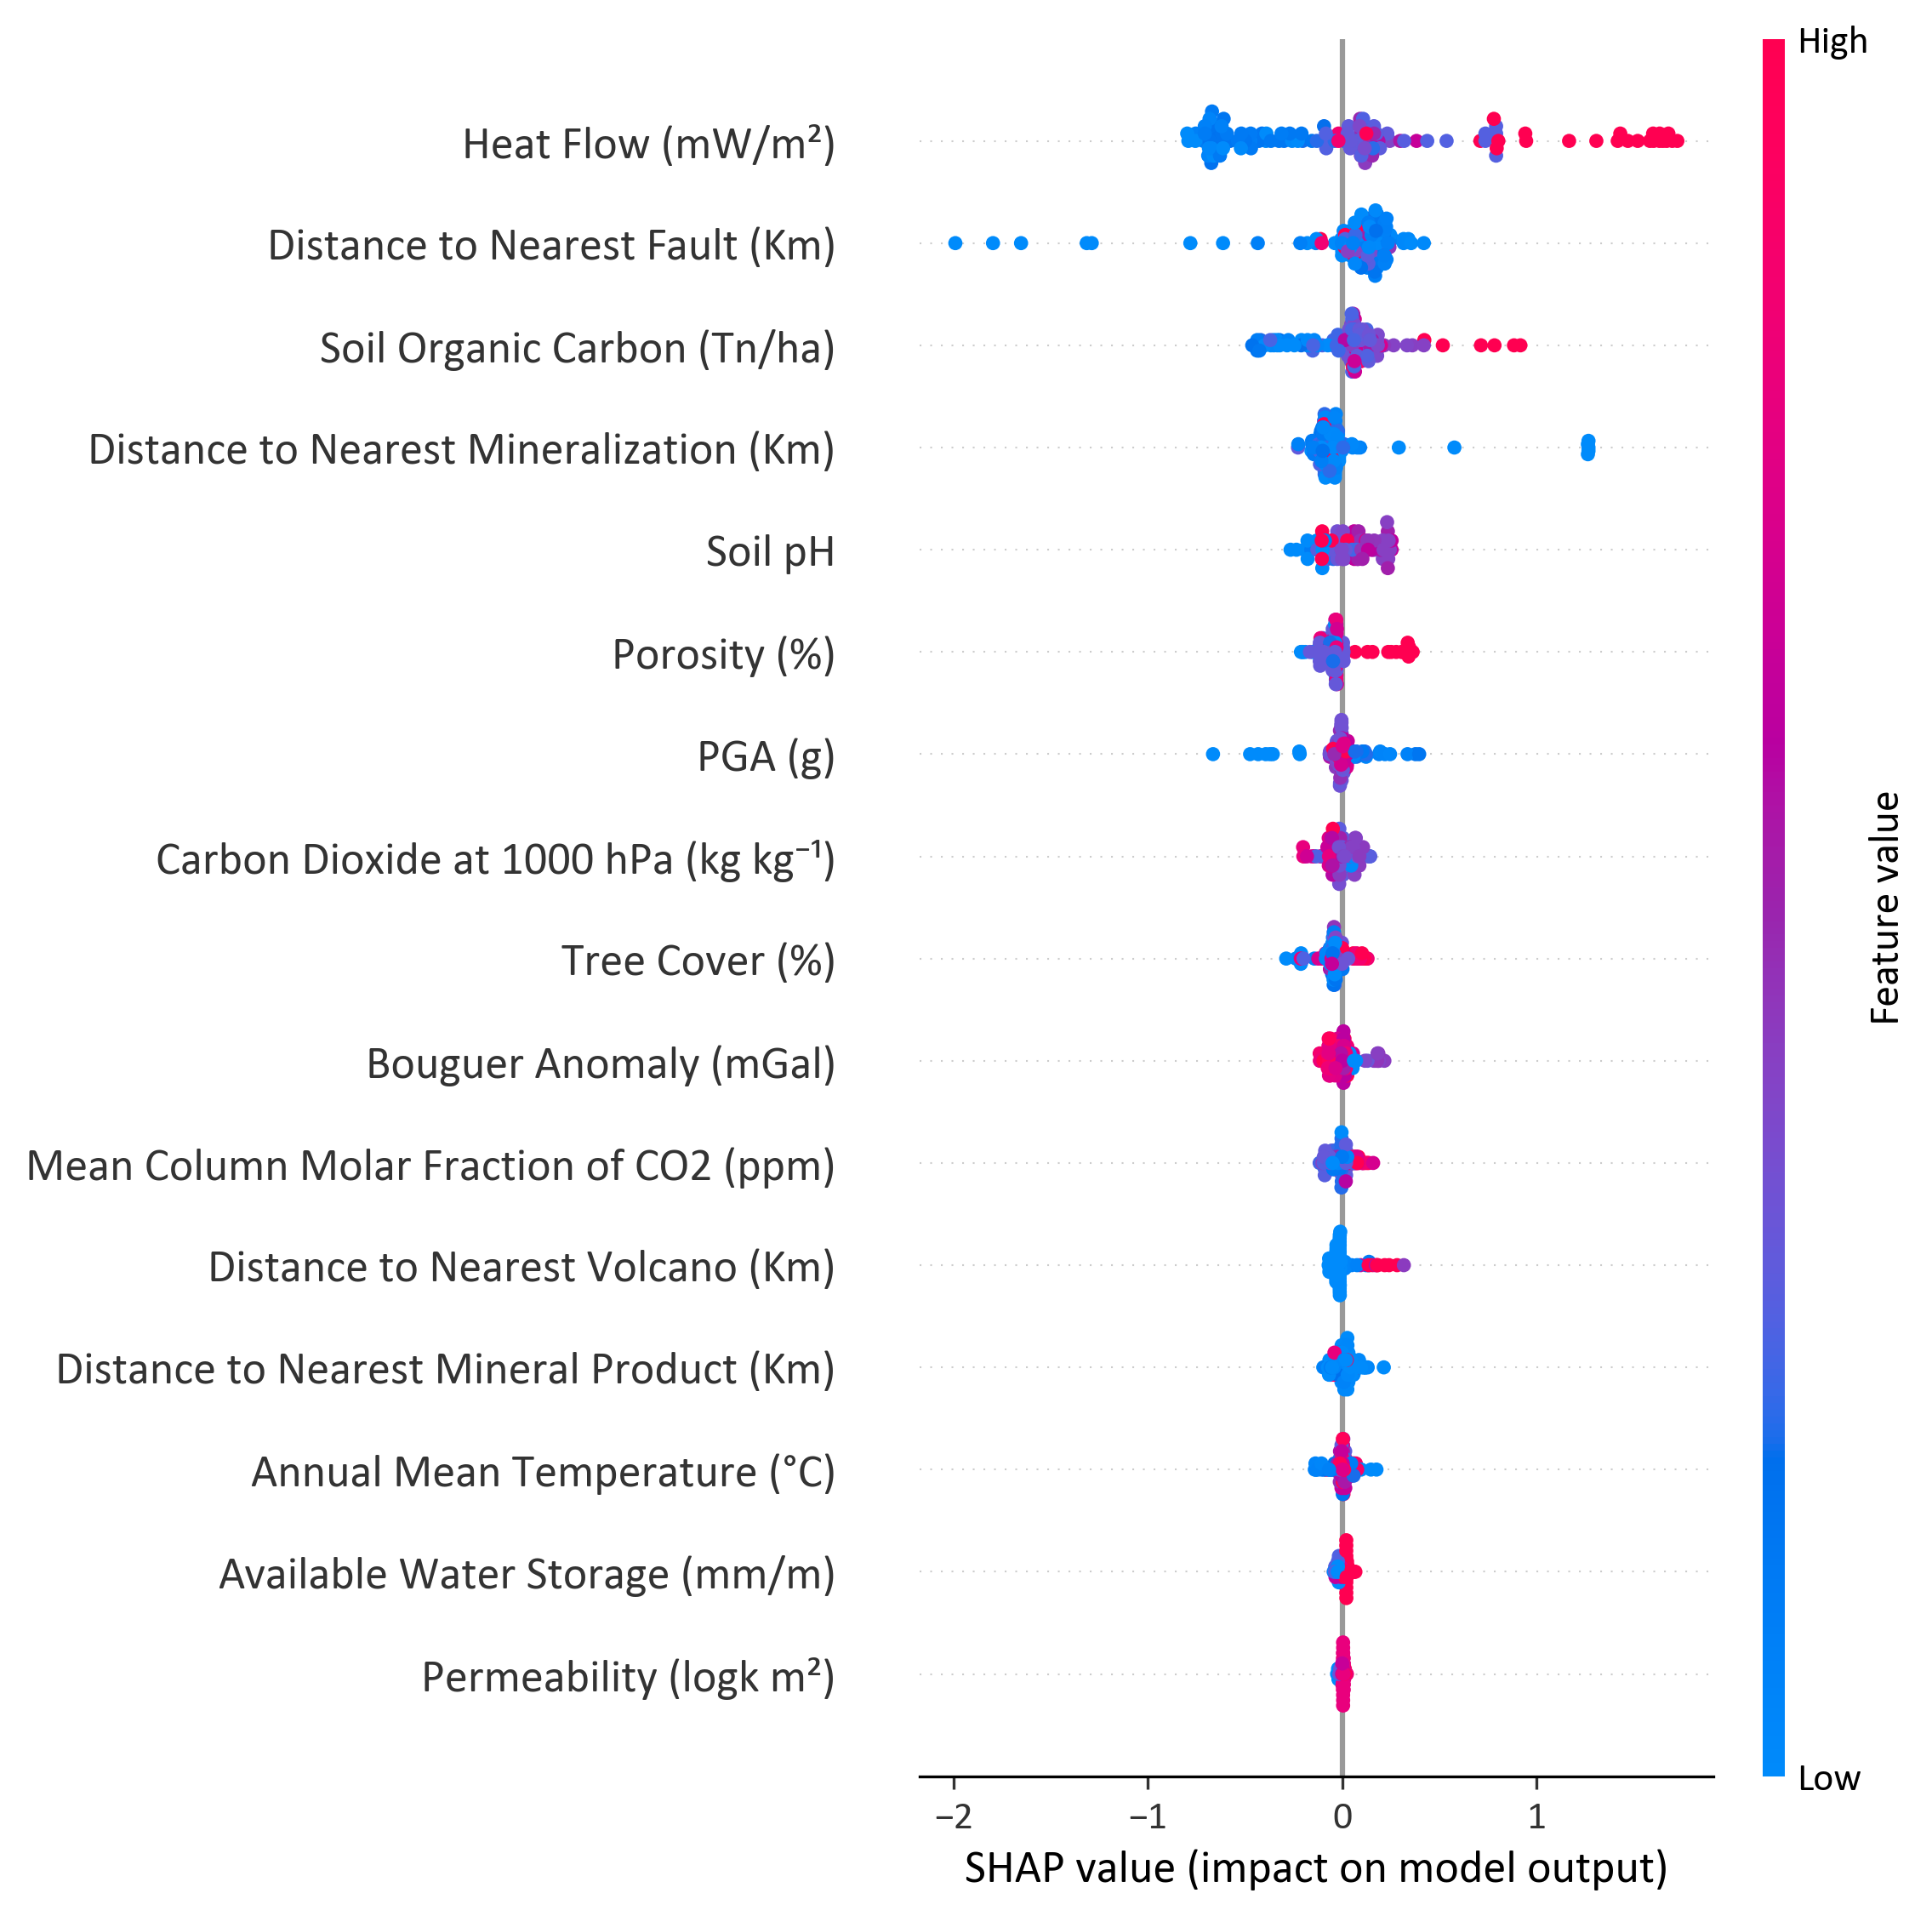 High
Heat Flow (mW/m²)
Distance to Nearest Fault (Km)
Soil Organic Carbon (Tn/ha)
Distance to Nearest Mineralization (Km)
Soil pH
Porosity (%)
PGA (g)
Carbon Dioxide at 1000 hPa (kg kg⁻¹)
Tree Cover (%)
Bouguer Anomaly (mGal)
Mean Column Molar Fraction of CO2 (ppm)
Distance to Nearest Volcano (Km)
Distance to Nearest Mineral Product (Km)
Annual Mean Temperature (°C)
Available Water Storage (mm/m)
Permeability (logk m²)
Feature value
Low
−2 −1 0 1
SHAP value (impact on model output)